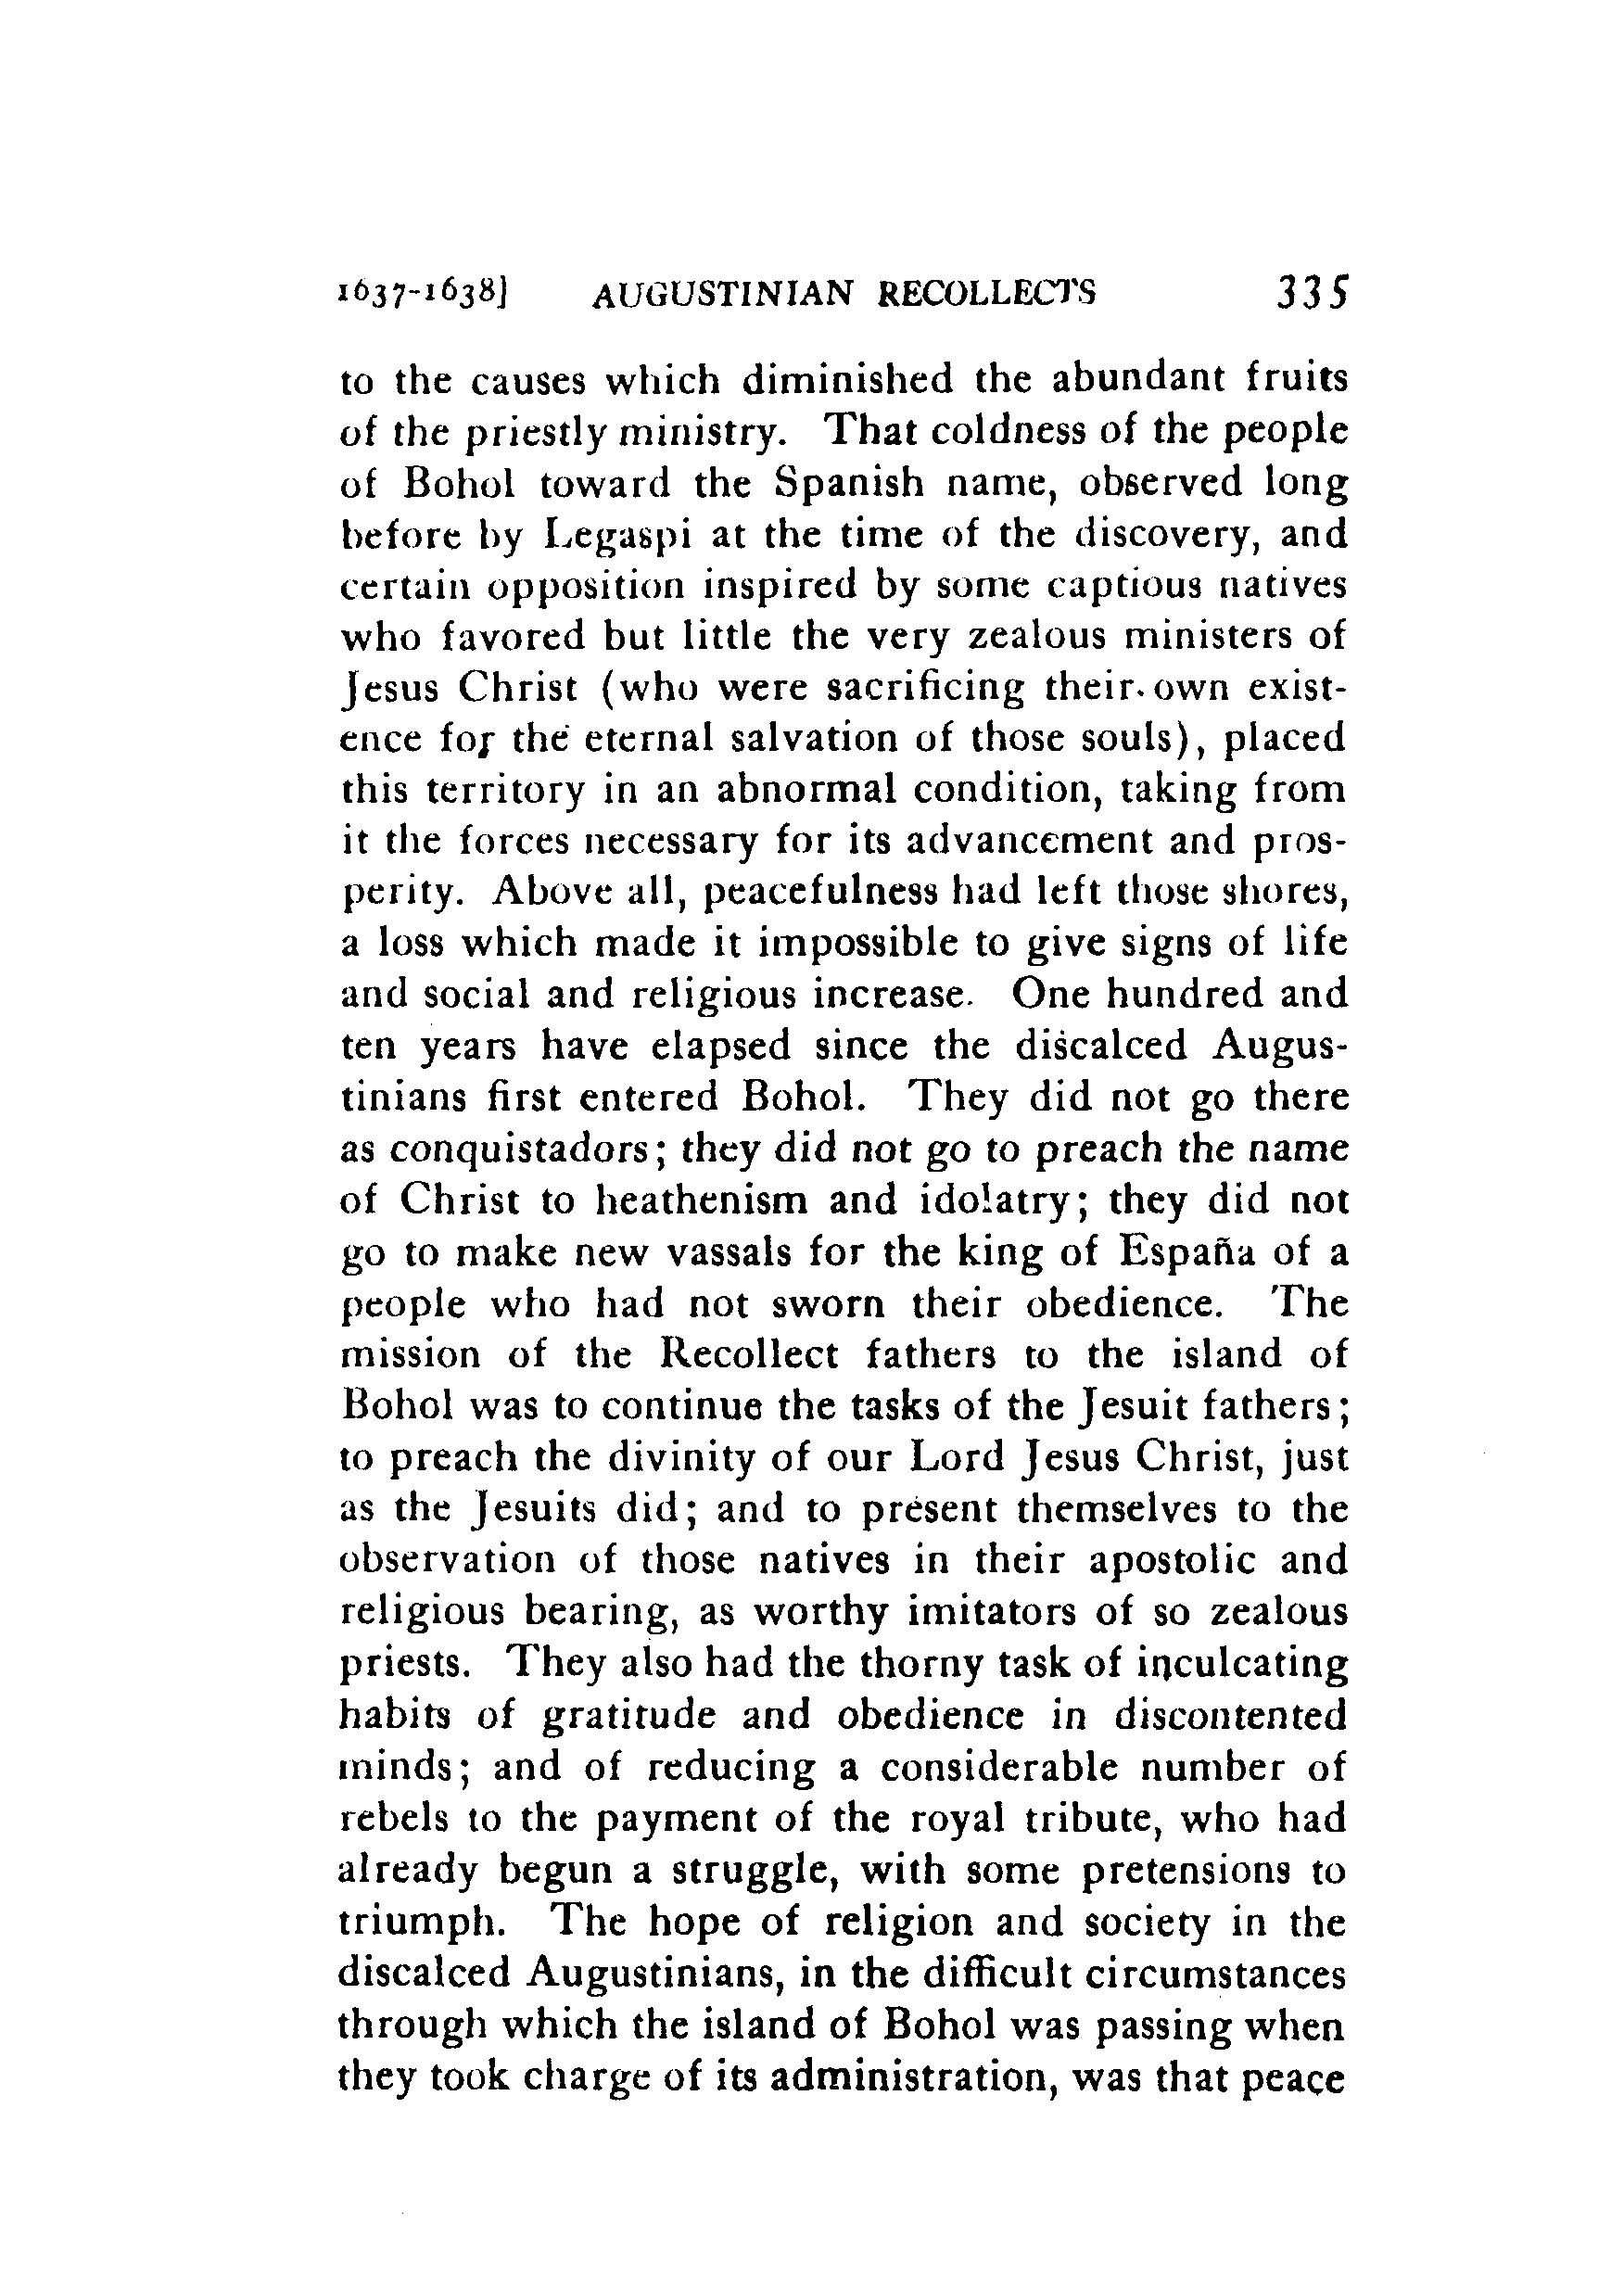 1637-1638] AUGUSTINIAN RECOLLECTS 335
to the causes which diminished the abundant fruits
of the priestly ministry. That coldness of the people
of Bohol toward the Spanish name, observed long
before by Legaspi at the time of the discovery, and
certain opposition inspired by some captious natives
who favored but little the very zealous ministers of
Jesus Christ (who were sacrificing their own exist-
ence for the eternal salvation of those souls), placed
this territory in an abnormal condition, taking from
it the forces necessary for its advancement and pros-
perity. Above all, peacefulness had left those shores,
a loss which made it impossible to give signs of life
and social and religious increase. One hundred and
ten years have elapsed since the discalced Augus-
tinians first entered Bohol. They did not go there
as conquistadors; they did not go to preach the name
of Christ to heathenism and idolatry; they did not
go to make new vassals for the king of España of a
people who had not sworn their obedience. The
mission of the Recollect fathers to the island of
Bohol was to continue the tasks of the Jesuit fathers;
to preach the divinity of our Lord Jesus Christ, just
as the Jesuits did; and to present themselves to the
observation of those natives in their apostolic and
religious bearing, as worthy imitators of so zealous
priests. They also had the thorny task of inculcating
habits of gratitude and obedience in discontented
minds; and of reducing a considerable number of
rebels to the payment of the royal tribute, who had
already begun a struggle, with some pretensions to
triumph. The hope of religion and society in the
discalced Augustinians, in the difficult circumstances
through which the island of Bohol was passing when
they took charge of its administration, was that peace